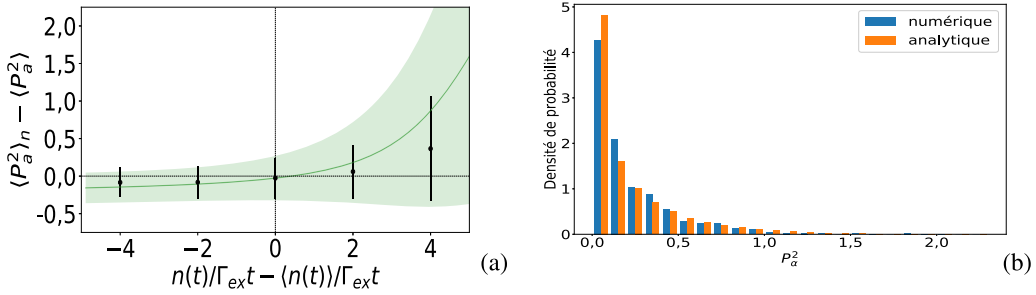 ⟨P_a^2⟩_n − ⟨P_a^2⟩
2,0
1,5
1,0
0,5
0,0
-0,5
−4 −2 0 2 4
n(t)/Γ_ex t − ⟨n(t)⟩/Γ_ex t
(a)
Densité de probabilité
5
4
3
2
1
0
numérique
analytique
0,0 0,5 1,0 1,5 2,0
P_α^2
(b)